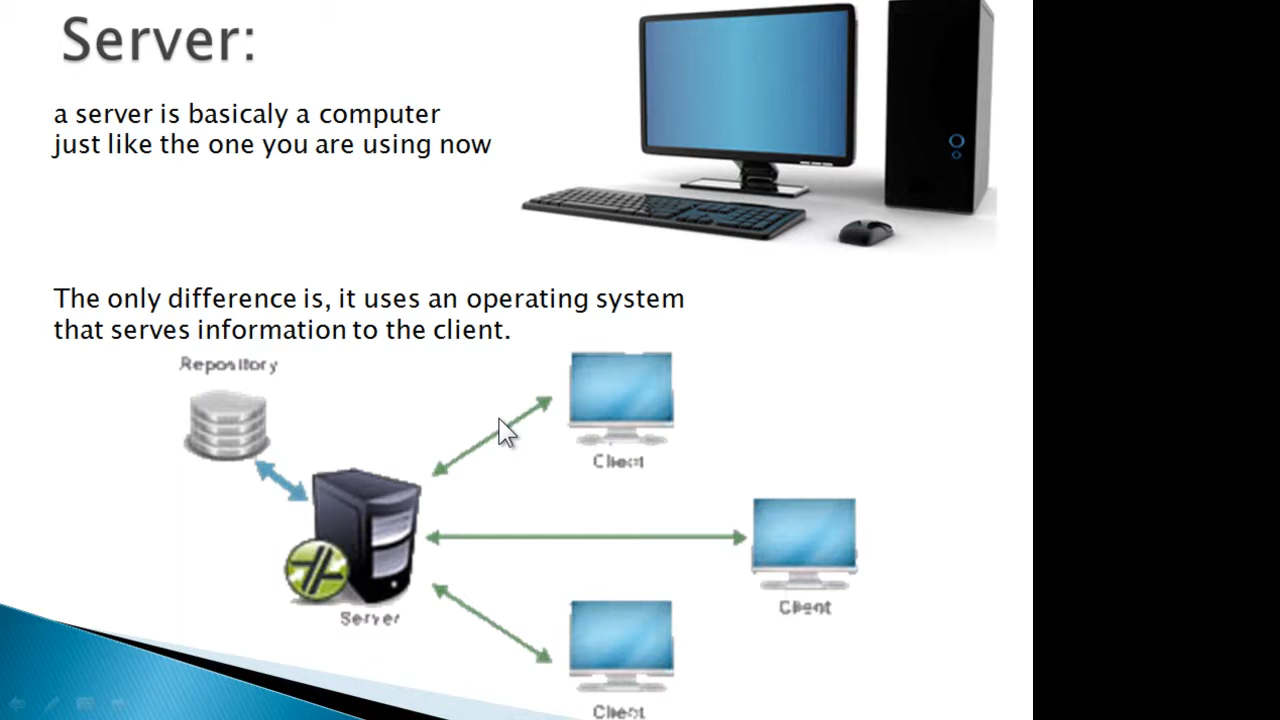 Server:
a server is basicaly a computer
just like the one you are using now
The only difference is, it uses an operating system
that serves information to the client.
Repository
Client
Client
Server
Client